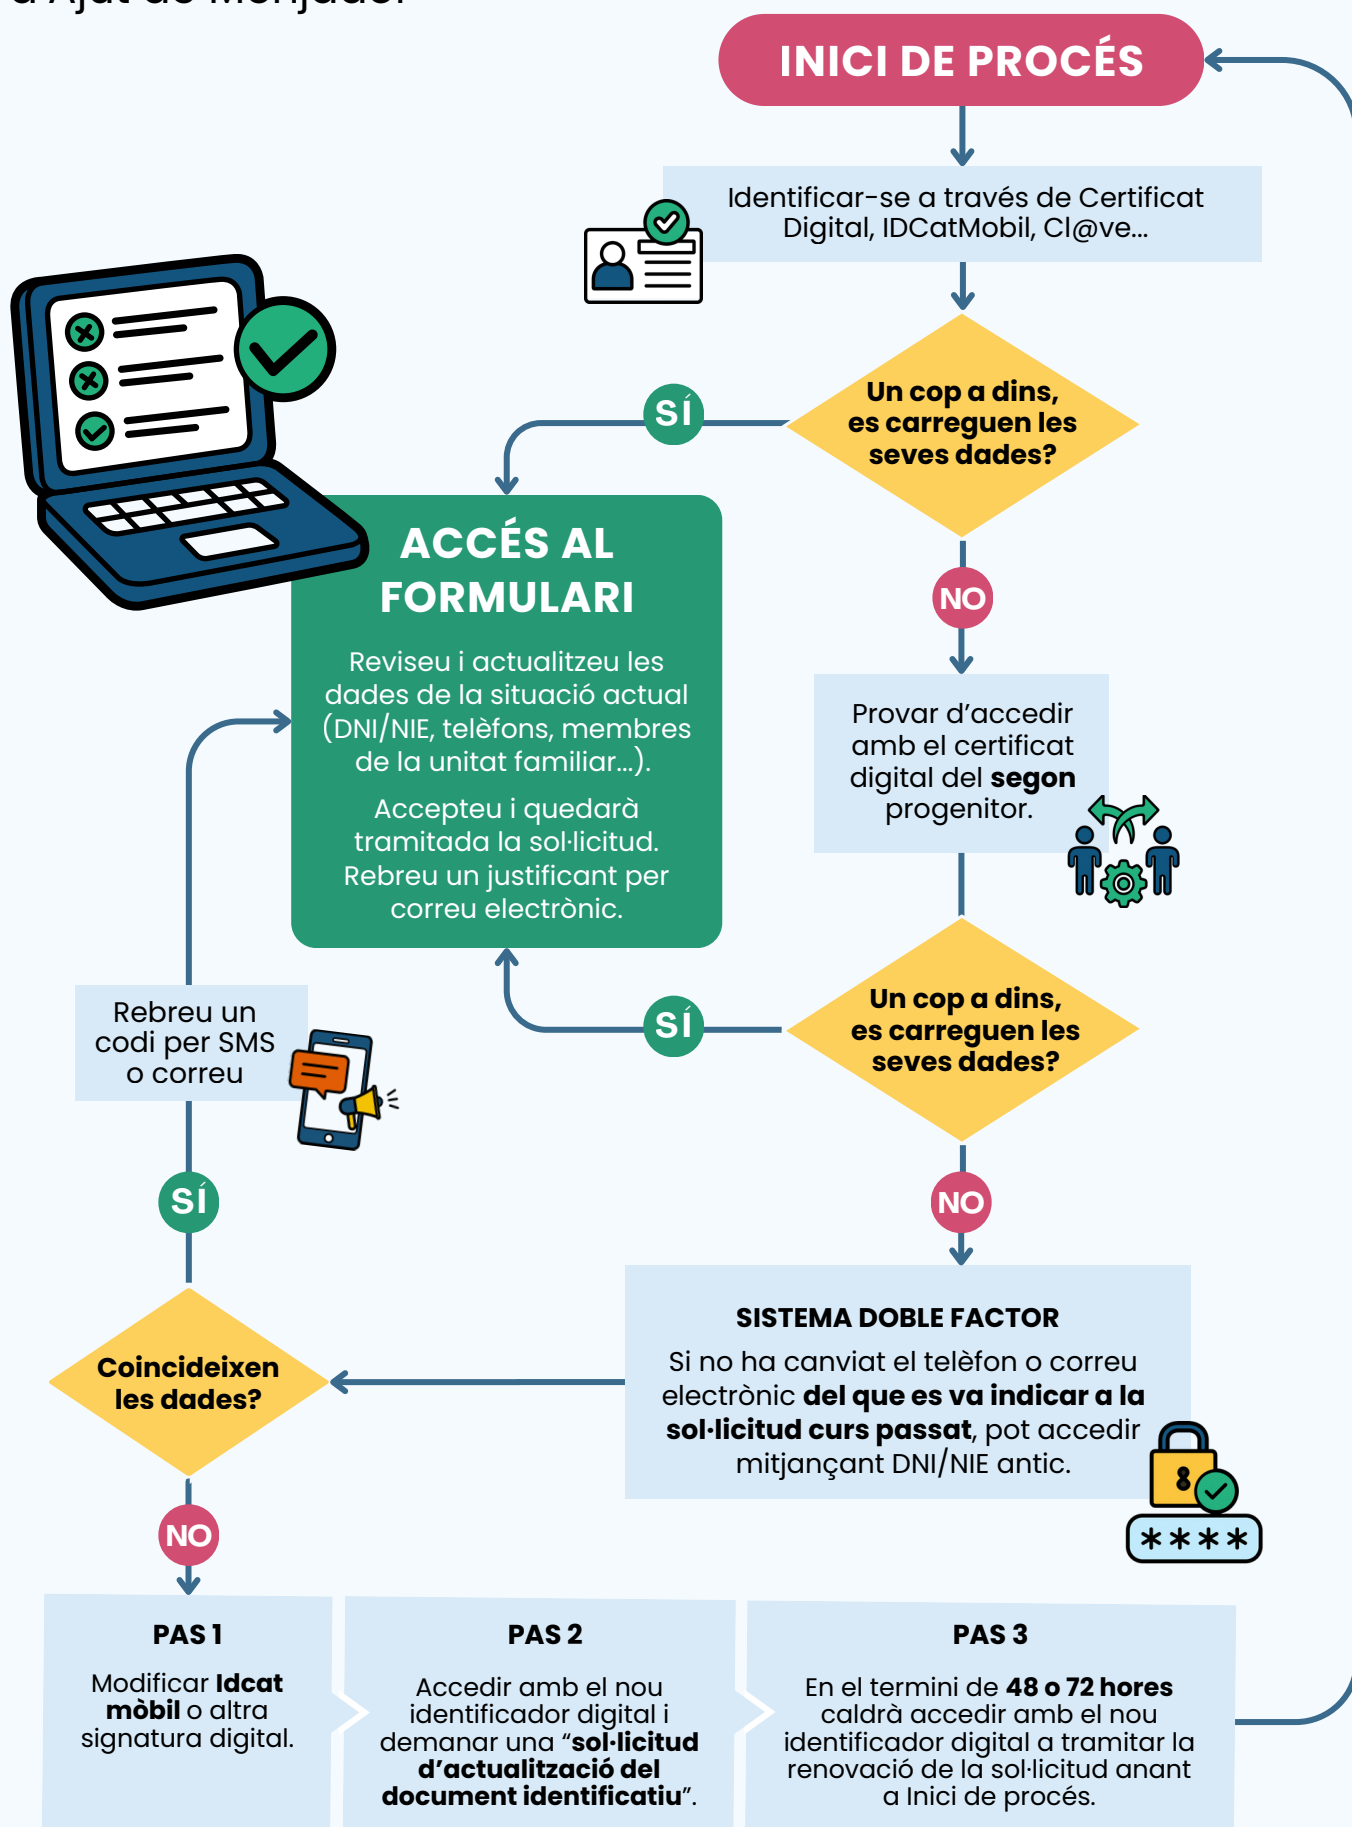 d'Ajut de Menjador
INICI DE PROCÉS
Identificar-se a través de Certificat
Digital, IDCatMobil, Cl@ve...
Un cop a dins,
es carreguen les
seves dades?
SÍ
ACCÉS AL
FORMULARI
Reviseu i actualitzeu les
dades de la situació actual
(DNI/NIE, telèfons, membres
de la unitat familiar...).
Accepteu i quedarà
tramitada la sol·licitud.
Rebreu un justificant per
correu electrònic.
NO
Provar d’accedir
amb el certificat
digital del segon
progenitor.
Un cop a dins,
es carreguen les
seves dades?
SÍ
NO
SISTEMA DOBLE FACTOR
Si no ha canviat el telèfon o correu
electrònic del que es va indicar a la
sol·licitud curs passat, pot accedir
mitjançant DNI/NIE antic.
****
Coincideixen
les dades?
SÍ
Rebreu un
codi per SMS
o correu
NO
PAS 1
Modificar Idcat
mòbil o altra
signatura digital.
PAS 2
Accedir amb el nou
identificador digital i
demanar una “sol·licitud
d’actualització del
document identificatiu”.
PAS 3
En el termini de 48 o 72 hores
caldrà accedir amb el nou
identificador digital a tramitar la
renovació de la sol·licitud anant
a Inici de procés.